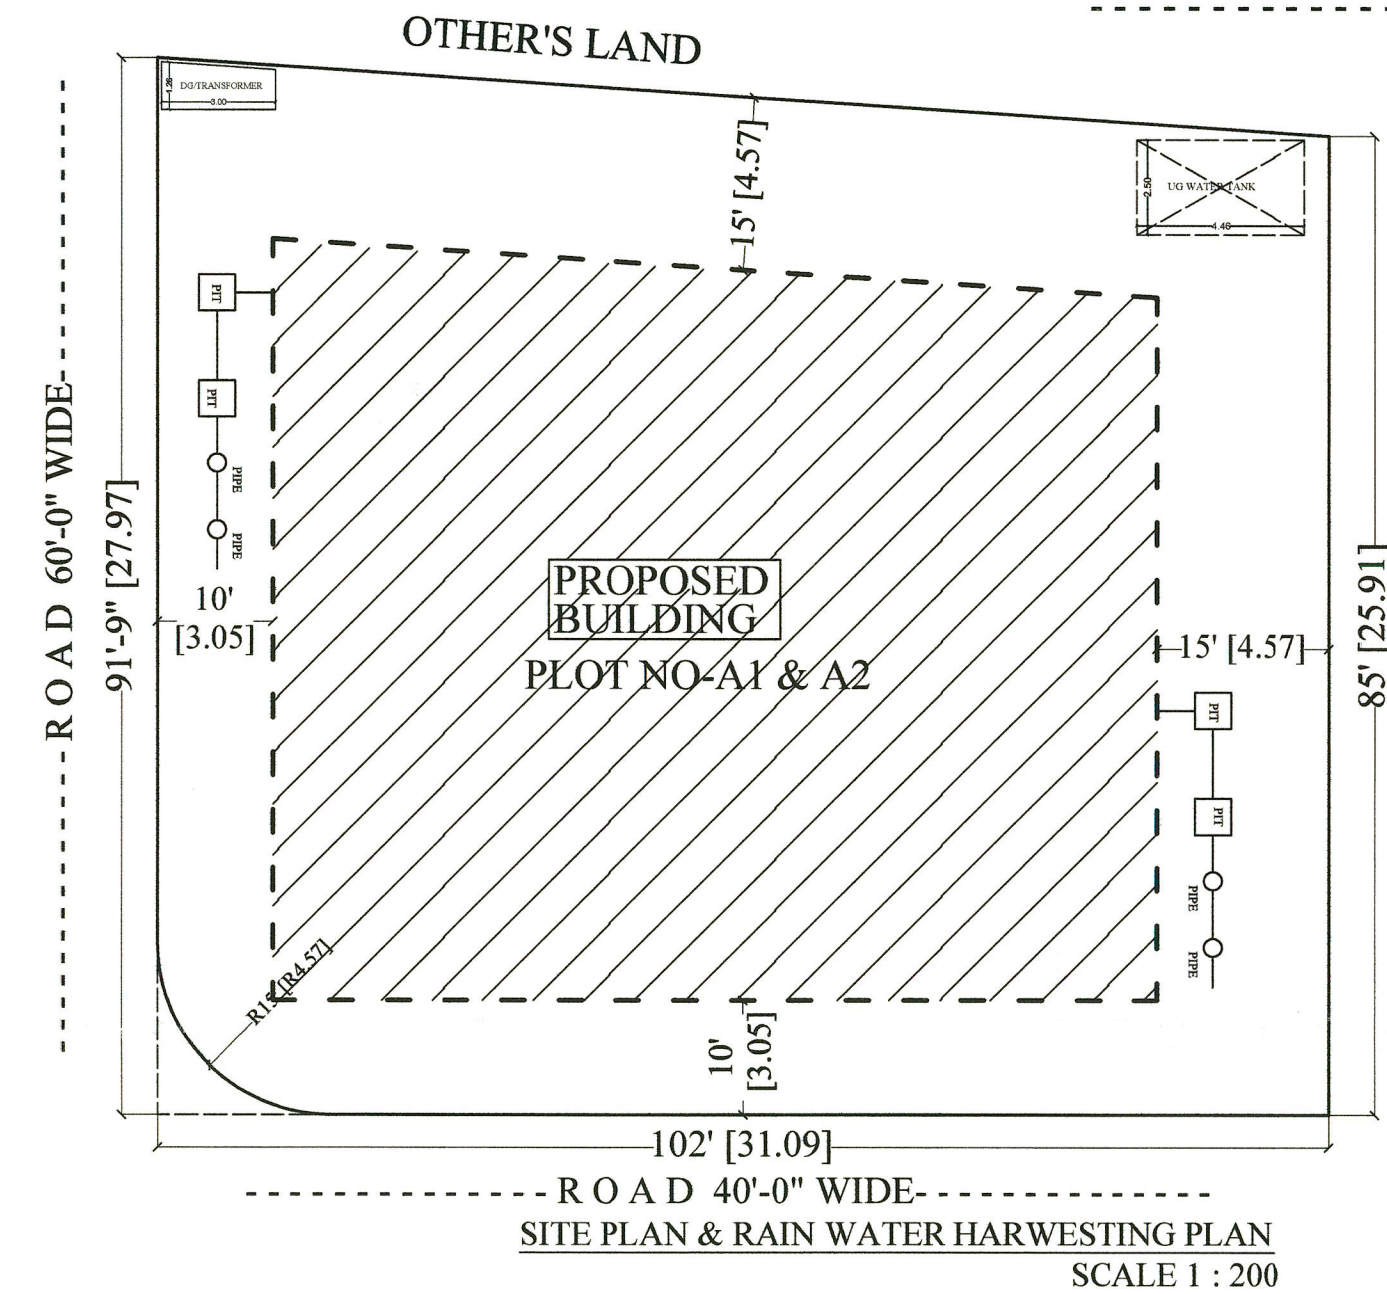 OTHER'S LAND
DG/TRANSFORMER
1.26
3.00
15' [4.57]
UG WATER TANK
2.50
4.46
PIT
PIT
PIPE
PIPE
R O A D 60'-0" WIDE
91'-9" [27.97]
10'
[3.05]
PROPOSED
BUILDING
PLOT NO-A1 & A2
15' [4.57]
85' [25.91]
PIT
PIT
PIPE
PIPE
R15' [R4.57]
10'
[3.05]
102' [31.09]
R O A D 40'-0" WIDE
SITE PLAN & RAIN WATER HARWESTING PLAN
SCALE 1 : 200